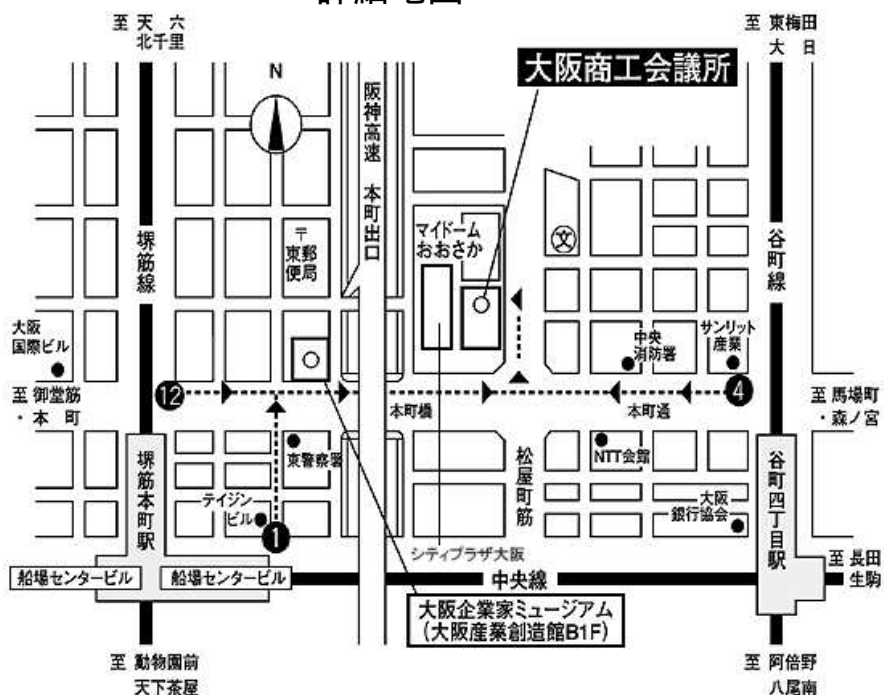 至 天 六
北千里
至 東梅田
大 日
N
大阪商工会議所
阪神高速 本町出口
堺筋線
〒
東郵
便局
マイドーム
おおさか
文
谷町線
大阪
国際ビル
中央
消防署
サンリット
産業
至 御堂筋
・本 町
12
本町橋
本町通
4
至 馬場町
・森ノ宮
堺筋本町駅
東警察署
松屋町筋
NTT会館
谷町四丁目駅
テイジン
ビル
1
大阪
銀行協会
シティプラザ大阪
船場センタービル
船場センタービル
中央線
至 長田
生駒
大阪企業家ミュージアム
(大阪産業創造館B1F)
至 動物園前
天下茶屋
至 阿倍野
八尾南